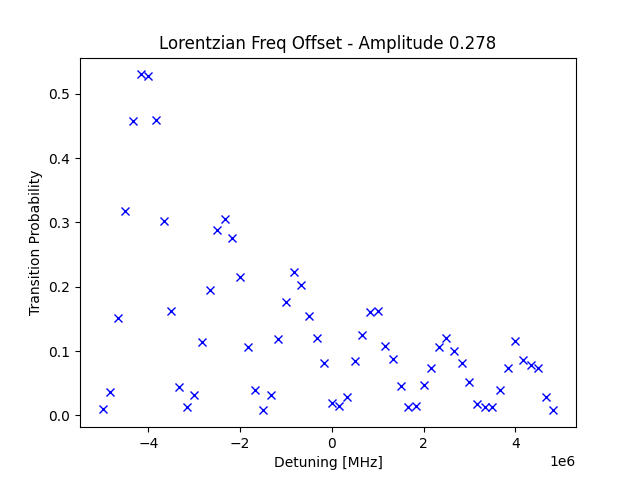 Lorentzian Freq Offset - Amplitude 0.278
Transition Probability
0.5
0.4
0.3
0.2
0.1
0.0
−4 −2 0 2 4
1e6
Detuning [MHz]